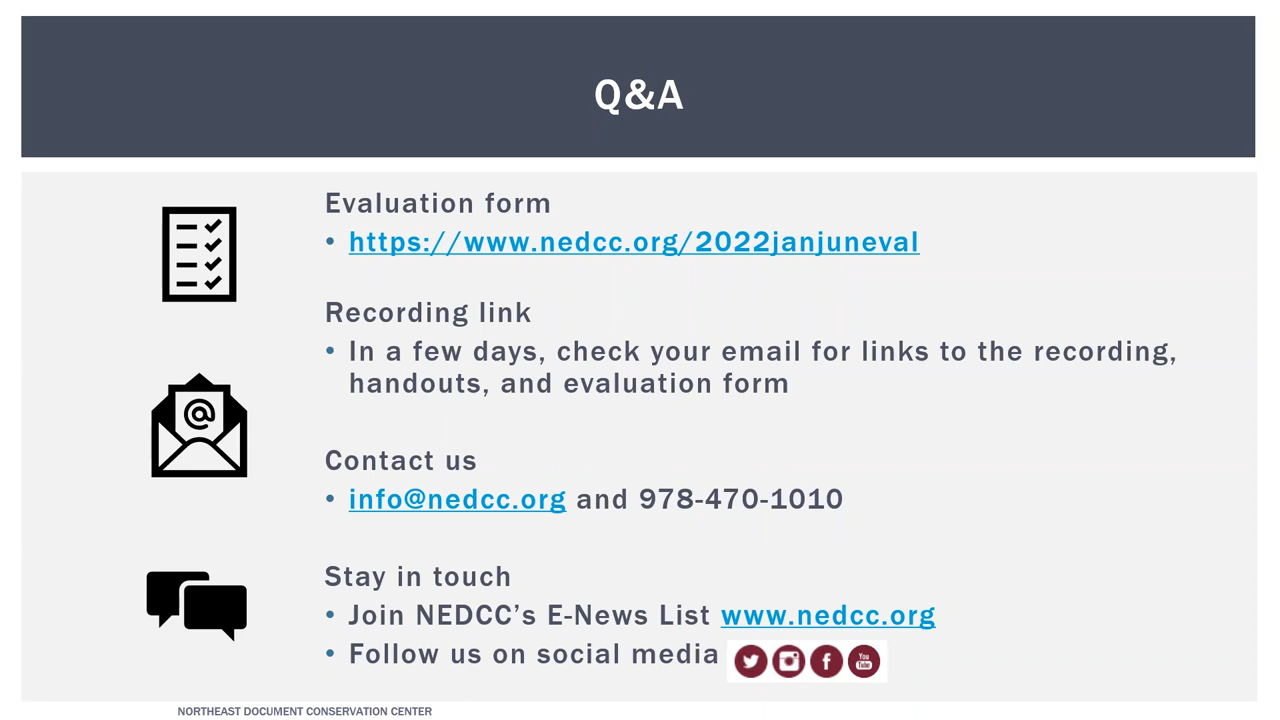 Q&A
Evaluation form
• https://www.nedcc.org/2022janjuneval
Recording link
• In a few days, check your email for links to the recording,
handouts, and evaluation form
Contact us
• info@nedcc.org and 978-470-1010
Stay in touch
• Join NEDCC’s E-News List www.nedcc.org
• Follow us on social media
You
Tube
NORTHEAST DOCUMENT CONSERVATION CENTER